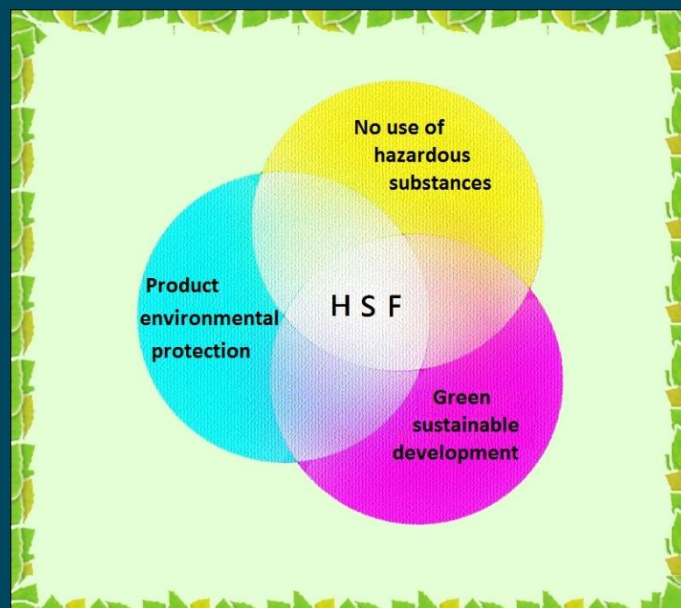 No use of
hazardous
substances
Product
environmental
protection
H S F
Green
sustainable
development